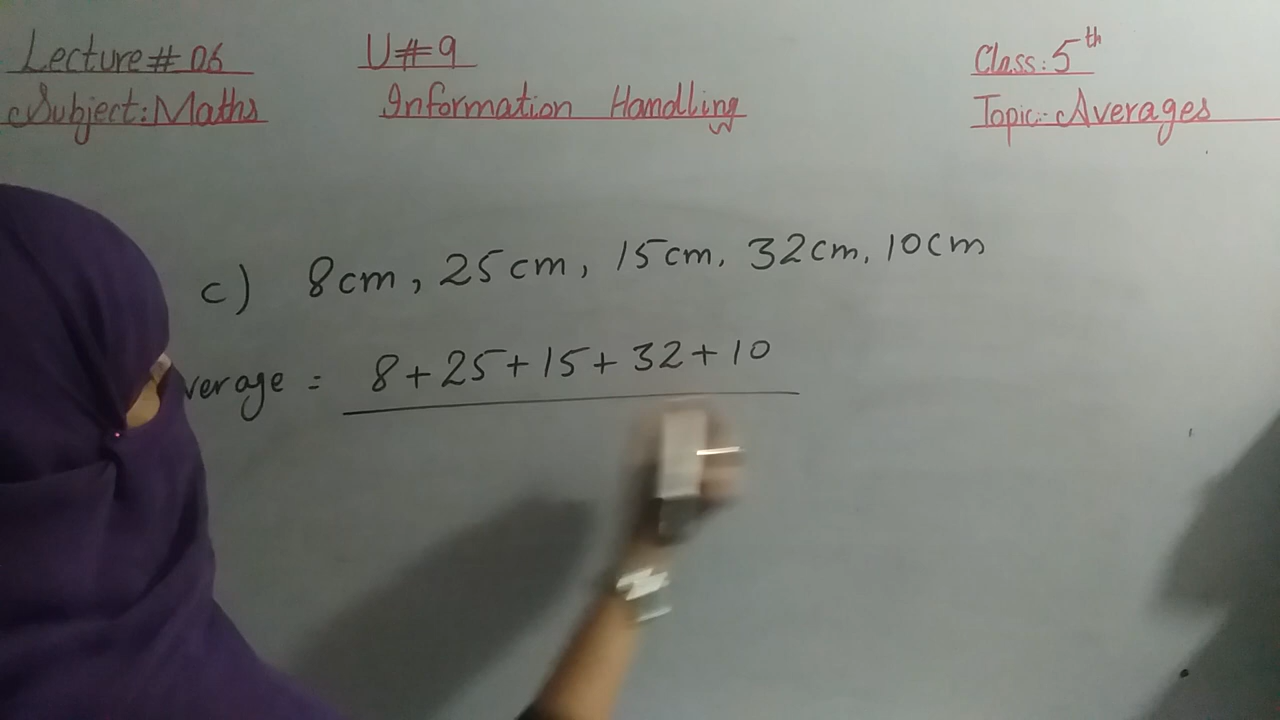 Lecture# 06 U#9 Class: 5th
Subject: Maths Information Handling Topic: Averages
c) 8cm, 25cm, 15cm, 32cm, 10cm
verage = 8+25+15+32+10